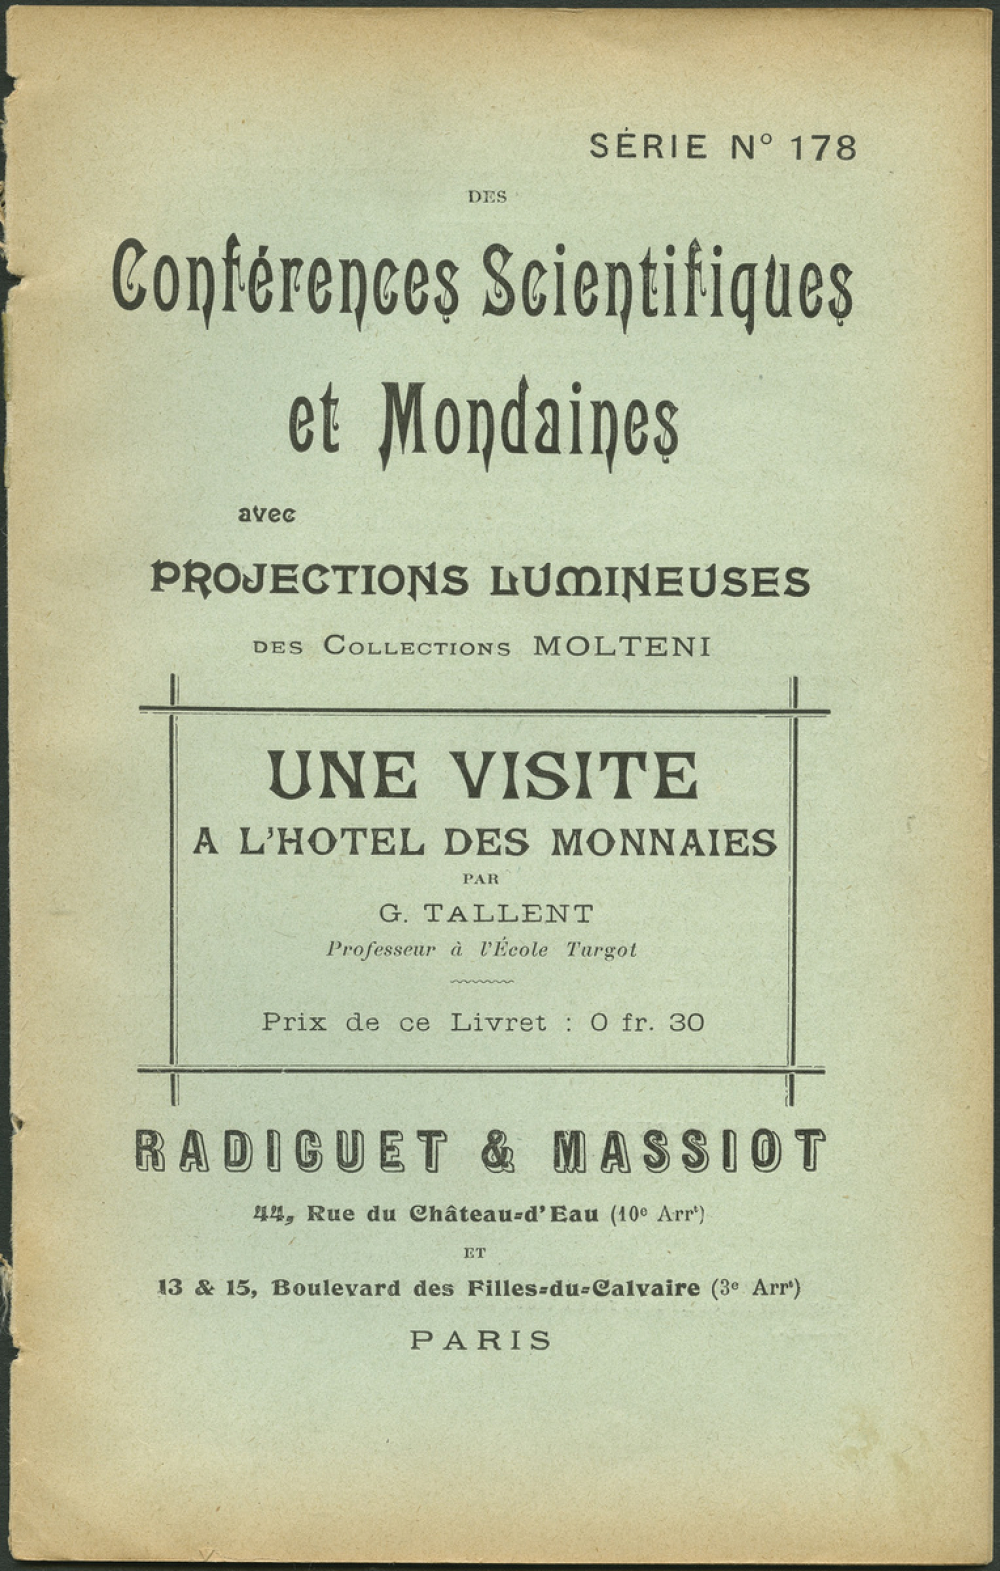 SÉRIE N° 178
DES
Conférences Scientifiques
et Mondaines
avec
PROJECTIONS LUMINEUSES
DES COLLECTIONS MOLTENI
UNE VISITE
A L'HOTEL DES MONNAIES
PAR
G. TALLENT
Professeur à l'École Turgot
Prix de ce Livret : 0 fr. 30
RADIGUET & MASSIOT
44, Rue du Château-d'Eau (10e Arrt)
ET
13 & 15, Boulevard des Filles-du-Calvaire (3e Arrt)
PARIS